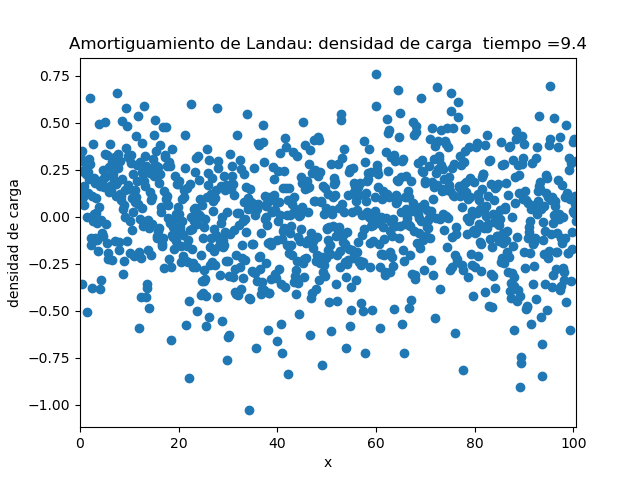 Amortiguamiento de Landau: densidad de carga  tiempo =9.4
0.75
0.50
0.25
0.00
−0.25
−0.50
−0.75
−1.00
densidad de carga
0 20 40 60 80 100
x